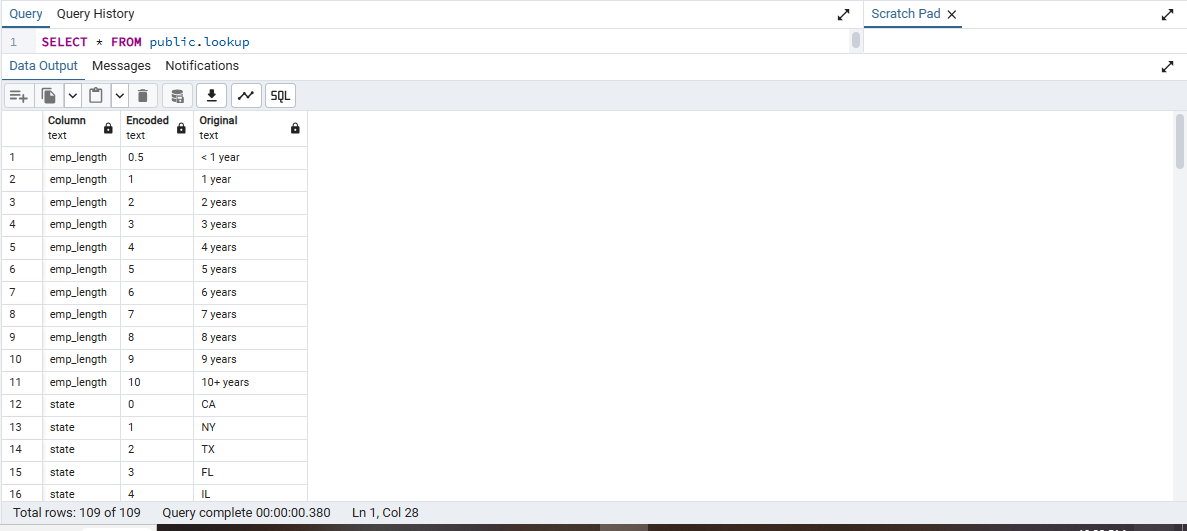 Query Query History Scratch Pad
1 SELECT * FROM public.lookup
Data Output Messages Notifications
SQL
Column Encoded Original
text text text
1 emp_length 0.5 < 1 year
2 emp_length 1 1 year
3 emp_length 2 2 years
4 emp_length 3 3 years
5 emp_length 4 4 years
6 emp_length 5 5 years
7 emp_length 6 6 years
8 emp_length 7 7 years
9 emp_length 8 8 years
10 emp_length 9 9 years
11 emp_length 10 10+ years
12 state 0 CA
13 state 1 NY
14 state 2 TX
15 state 3 FL
16 state 4 IL
Total rows: 109 of 109 Query complete 00:00:00.380 Ln 1, Col 28